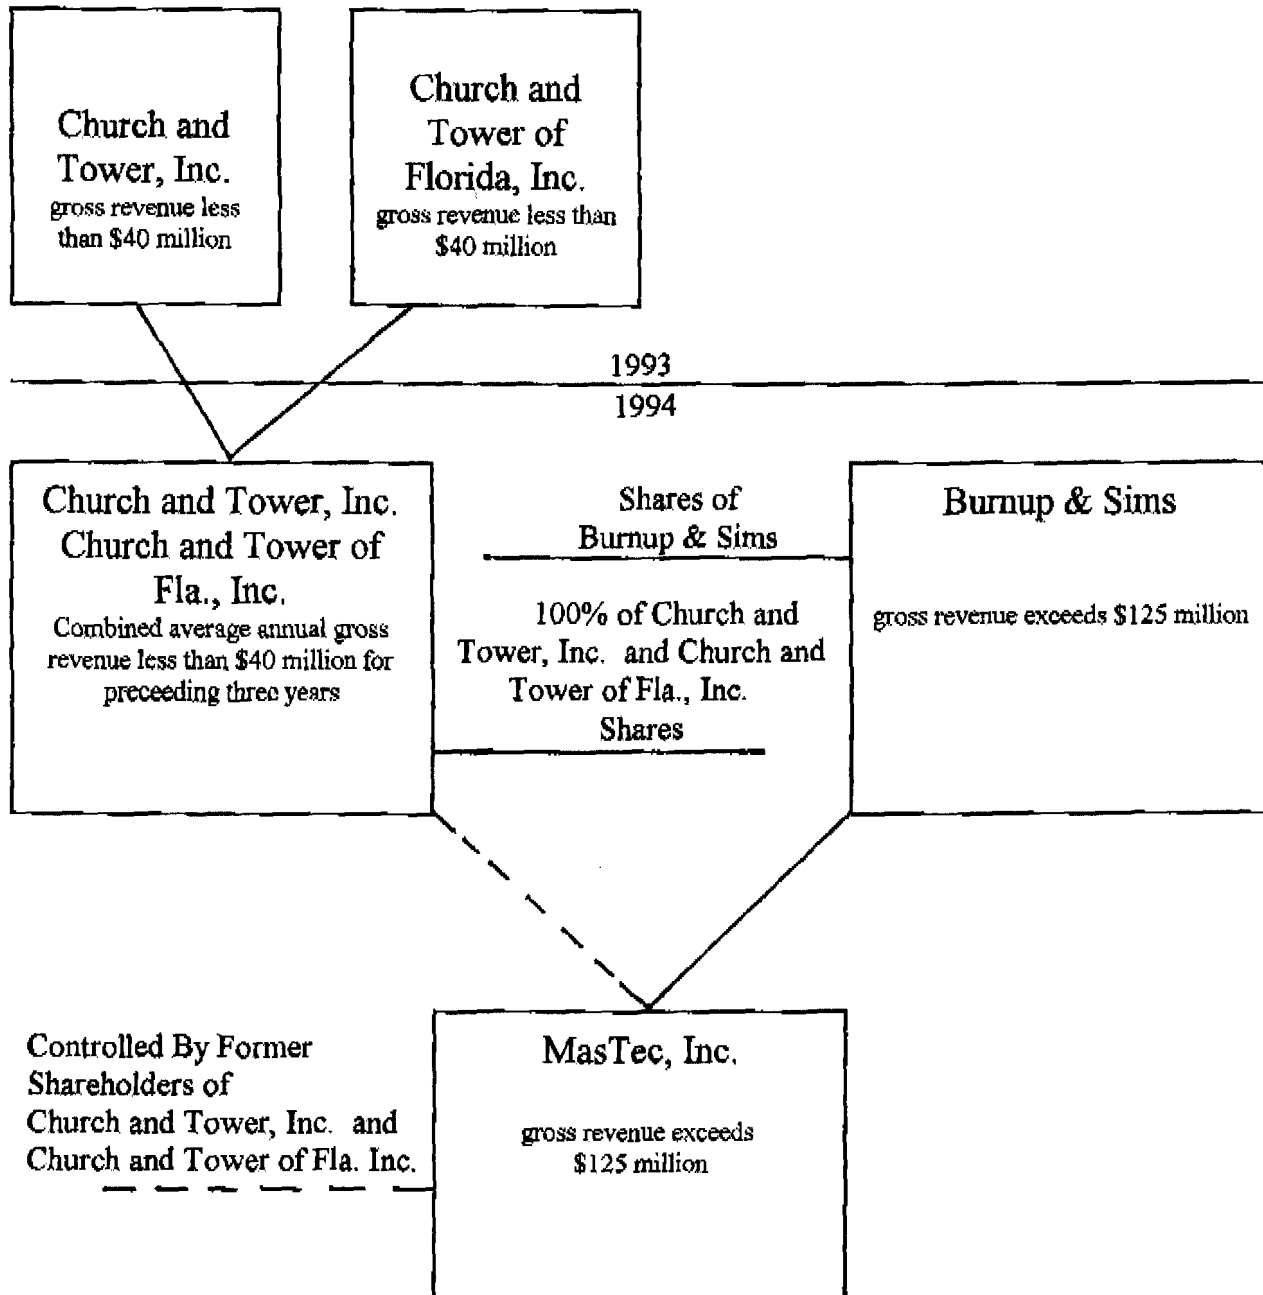 Church and
Tower, Inc.
gross revenue less
than $40 million
Church and
Tower of
Florida, Inc.
gross revenue less than
$40 million
1993
1994
Church and Tower, Inc.
Church and Tower of
Fla., Inc.
Combined average annual gross
revenue less than $40 million for
preceeding three years
Shares of
Burnup & Sims
100% of Church and
Tower, Inc. and Church and
Tower of Fla., Inc.
Shares
Burnup & Sims
gross revenue exceeds $125 million
Controlled By Former
Shareholders of
Church and Tower, Inc. and
Church and Tower of Fla. Inc.
MasTec, Inc.
gross revenue exceeds
$125 million